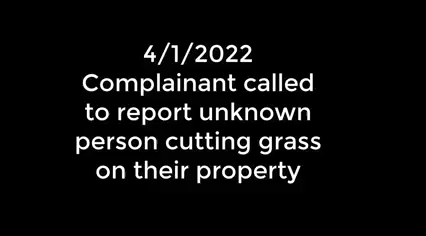 4/1/2022
Complainant called
to report unknown
person cutting grass
on their property